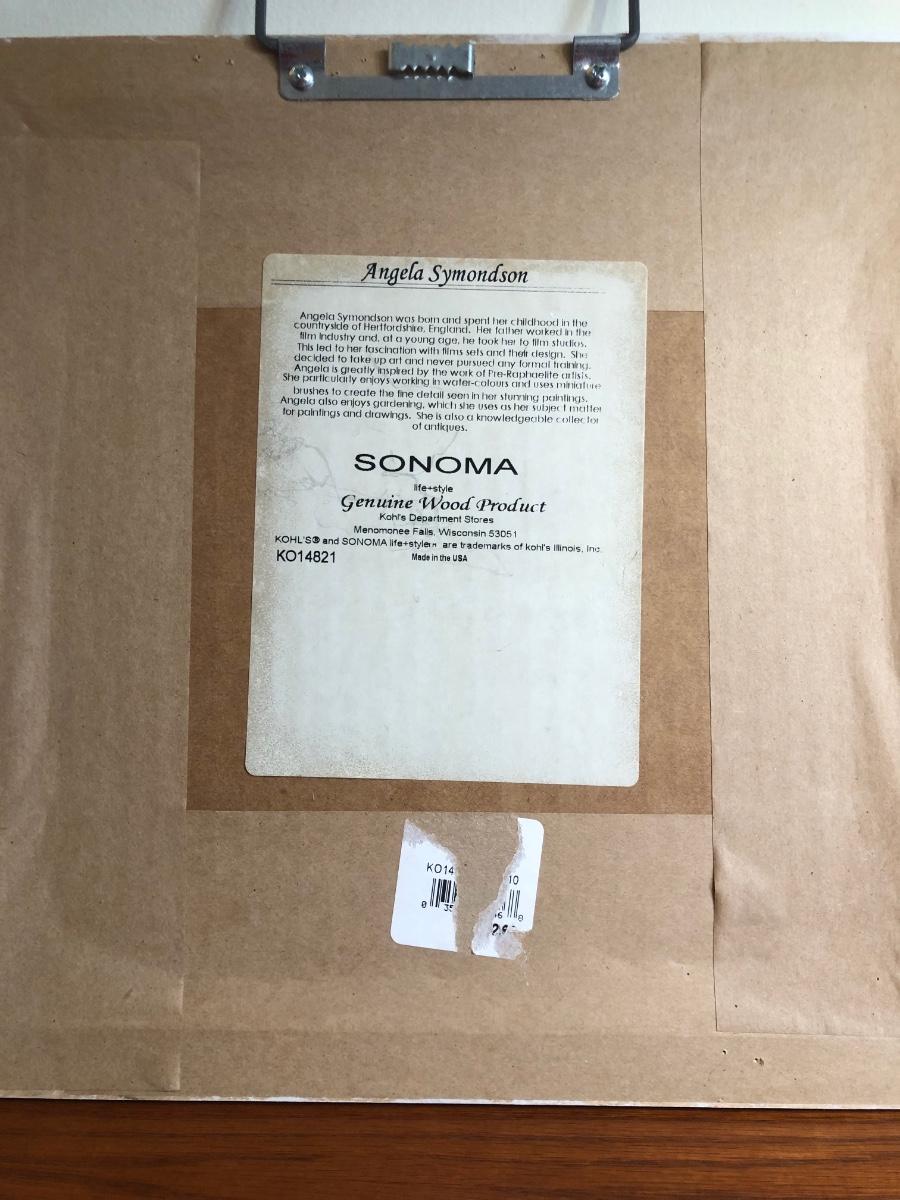 Angela Symondson
Angela Symondson was born and spent her childhood in the
countryside of Hertfordshire, England. Her father worked in the
film industry and, at a young age, he took her to film studios.
This led to her fascination with films sets and their design. She
decided to take up art and never pursued any formal training.
Angela is greatly inspired by the work of Pre-Raphaelite artists.
She particularly enjoys working in water-colours and uses miniature
brushes to create the fine detail seen in her stunning paintings.
Angela also enjoys gardening, which she uses as her subject matter
for paintings and drawings. She is also a knowledgeable collector
of antiques.
SONOMA
life+style
Genuine Wood Product
Kohl's Department Stores
Menomonee Falls, Wisconsin 53051
KOHL'S® and SONOMA life+style™ are trademarks of kohl's Illinois, Inc.
KO14821 Made in the USA
KO14 10
0 35 6 8